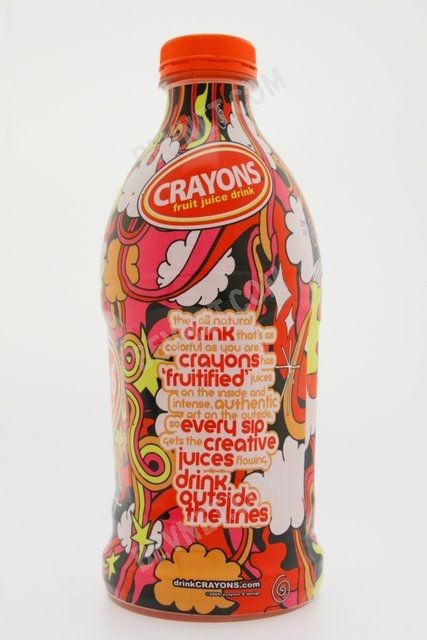 CRAYONS
fruit juice drink
the all natural
drink that's as
colorful as you are.
crayons has
'fruitified' juices
on the inside and
intense, authentic
art on the outside.
so every sip
gets the creative
juices flowing.
drink
outside
the lines
drinkCRAYONS.com